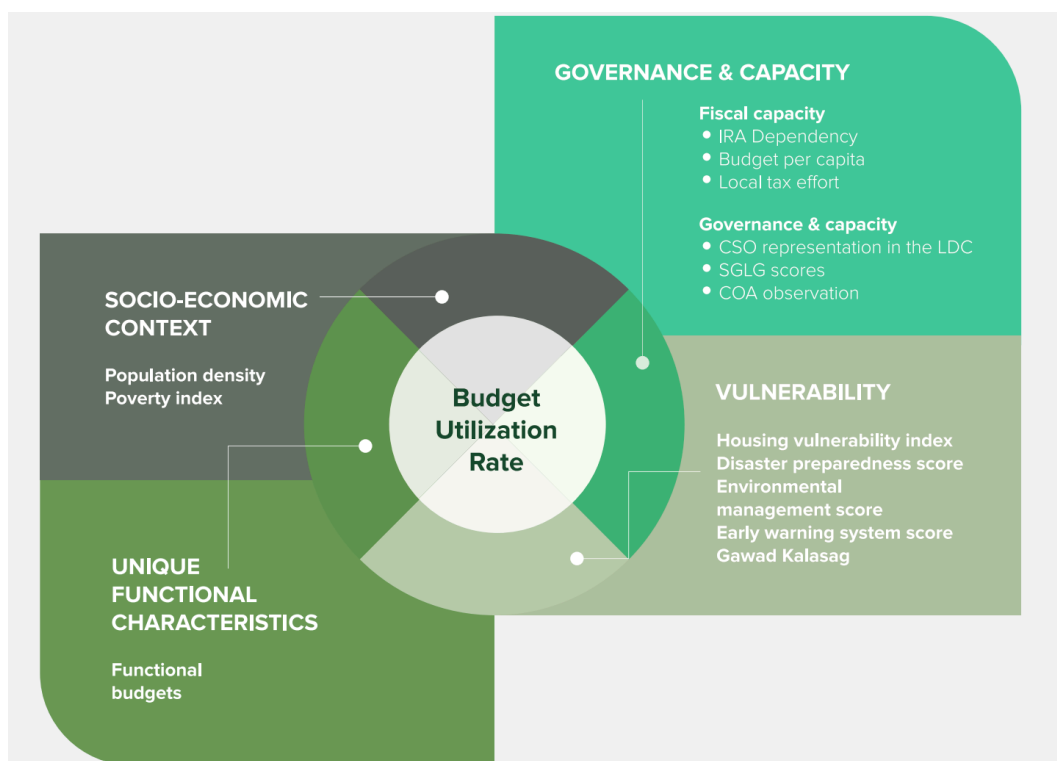 GOVERNANCE & CAPACITY
Fiscal capacity
• IRA Dependency
• Budget per capita
• Local tax effort
Governance & capacity
• CSO representation in the LDC
• SGLG scores
• COA observation
SOCIO-ECONOMIC
CONTEXT
Population density
Poverty index
Budget
Utilization
Rate
VULNERABILITY
Housing vulnerability index
Disaster preparedness score
Environmental
management score
Early warning system score
Gawad Kalasag
UNIQUE
FUNCTIONAL
CHARACTERISTICS
Functional
budgets